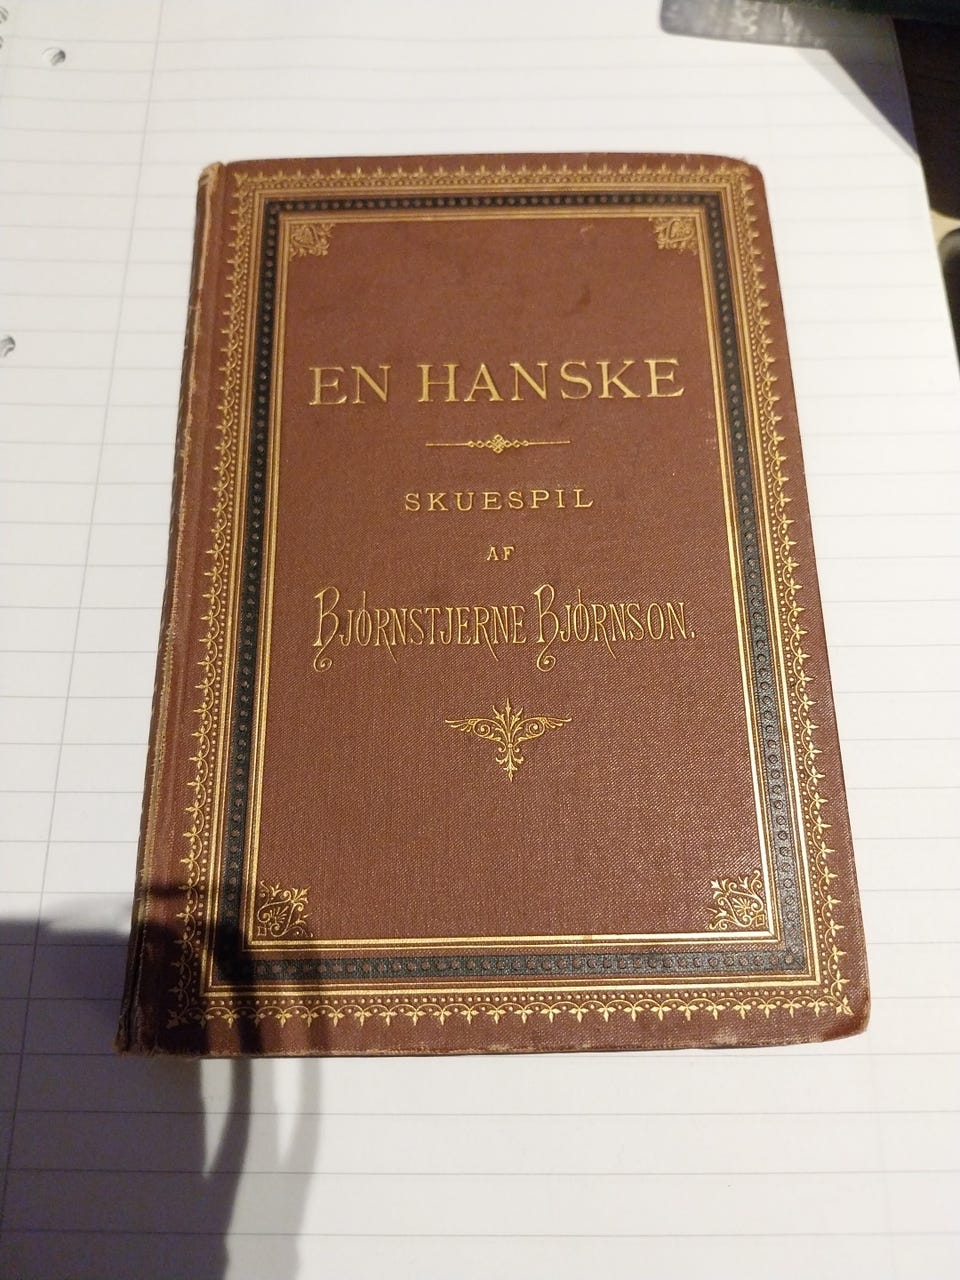 EN HANSKE
SKUESPIL
AF
BJØRNSTJERNE BJØRNSON.